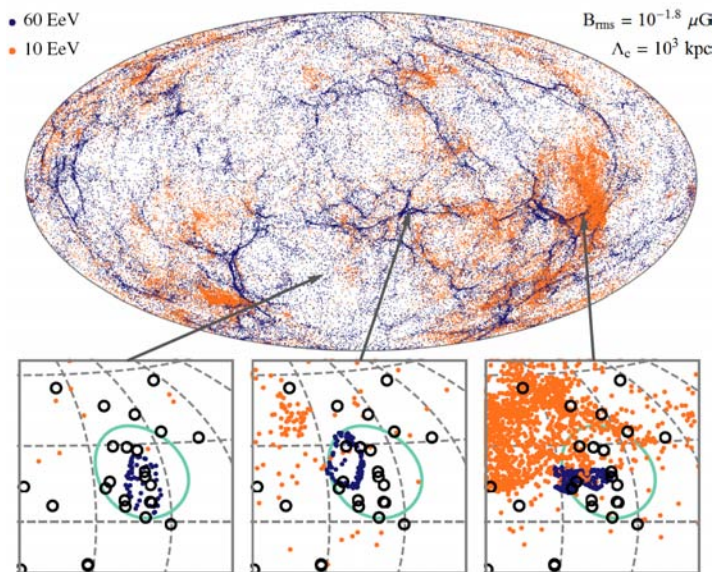 60 EeV
10 EeV
B_rms = 10^{-1.8} μG
Λ_c = 10^3 kpc